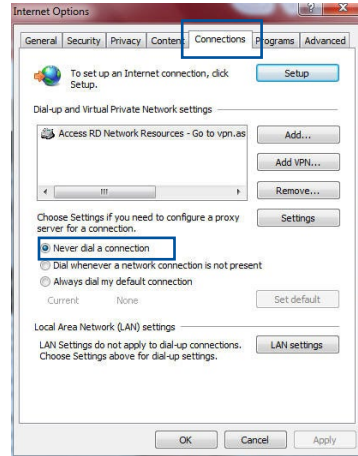 Internet Options
General Security Privacy Content Connections Programs Advanced
To set up an Internet connection, click
Setup.
Setup
Dial-up and Virtual Private Network settings
Access RD Network Resources - Go to vpn.as
Add...
Add VPN...
Remove...
Choose Settings if you need to configure a proxy
server for a connection.
Settings
Never dial a connection
Dial whenever a network connection is not present
Always dial my default connection
Current None
Set default
Local Area Network (LAN) settings
LAN Settings do not apply to dial-up connections.
Choose Settings above for dial-up settings.
LAN settings
OK Cancel Apply